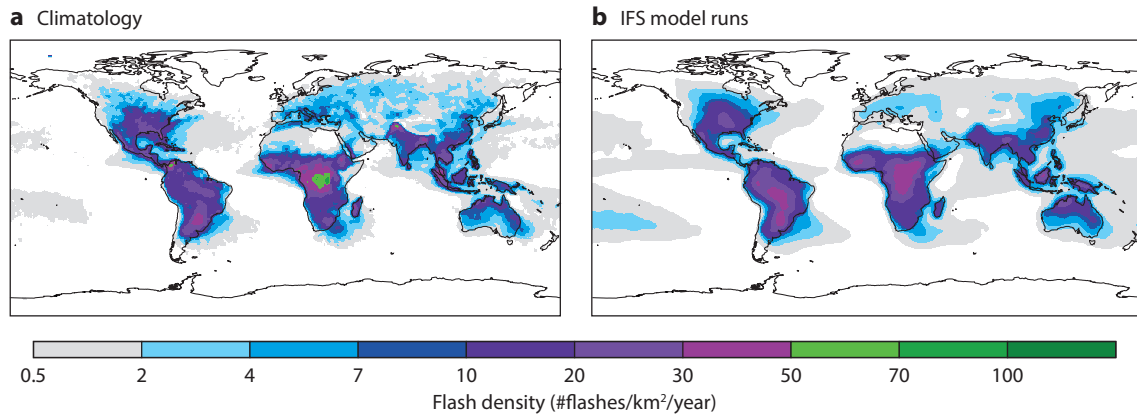 a Climatology
b IFS model runs
0.5 2 4 7 10 20 30 50 70 100
Flash density (#flashes/km²/year)